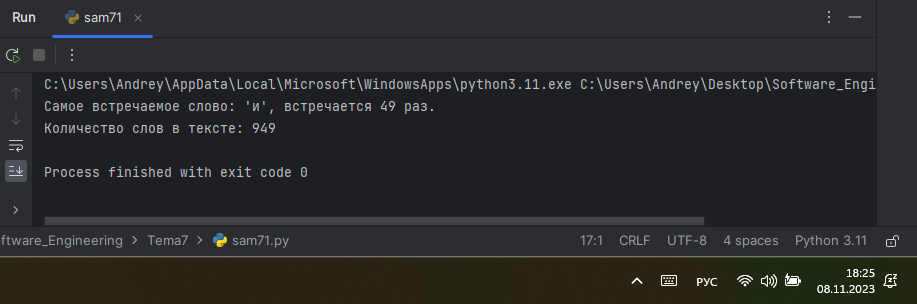 Run sam71
C:\Users\Andrey\AppData\Local\Microsoft\WindowsApps\python3.11.exe C:\Users\Andrey\Desktop\Software_Engi
Самое встречаемое слово: 'и', встречается 49 раз.
Количество слов в тексте: 949
Process finished with exit code 0
ftware_Engineering > Tema7 > sam71.py 17:1 CRLF UTF-8 4 spaces Python 3.11
РУС 18:25
08.11.2023